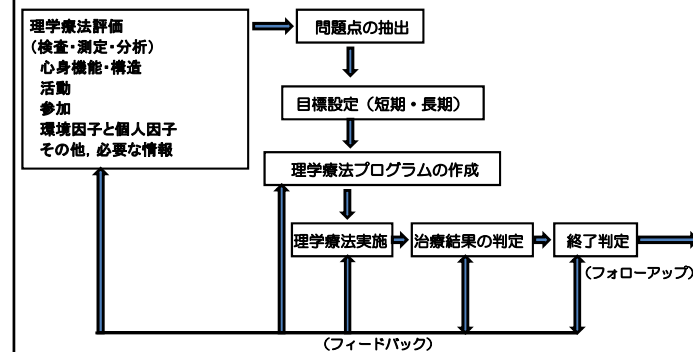 理学療法評価
(検査・測定・分析)
心身機能・構造
活動
参加
環境因子と個人因子
その他,必要な情報
問題点の抽出
目標設定(短期・長期)
理学療法プログラムの作成
理学療法実施
治療結果の判定
終了判定
(フォローアップ)
(フィードバック)